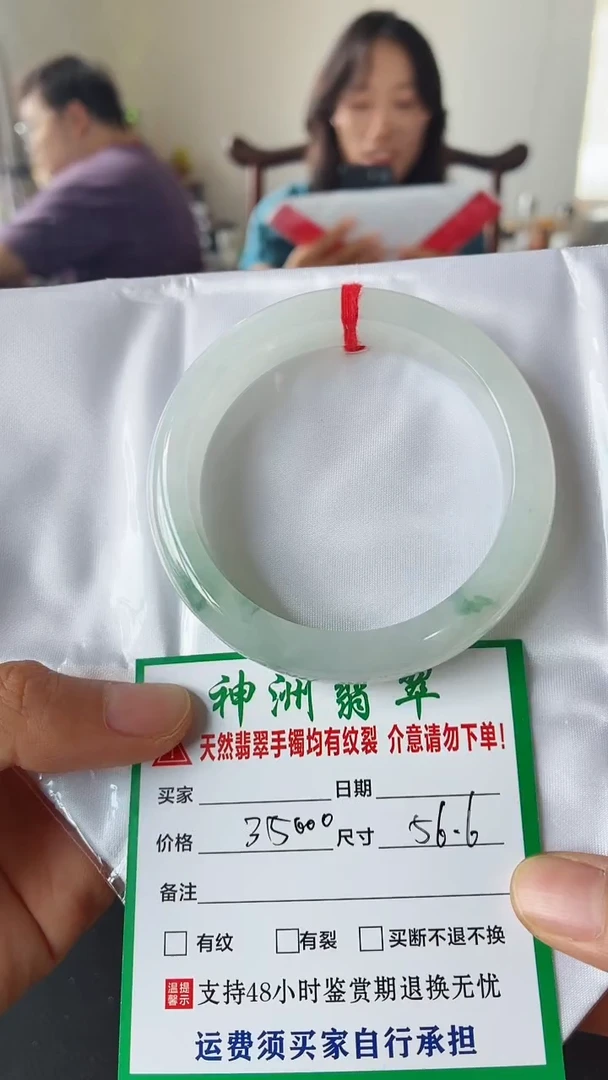 神洲翡翠
天然翡翠手镯均有纹裂 介意请勿下单!
买家 日期
价格 35000 尺寸 56.6
备注
有纹 有裂 买断不退不换
温馨提示 支持48小时鉴赏期退换无忧
运费须买家自行承担